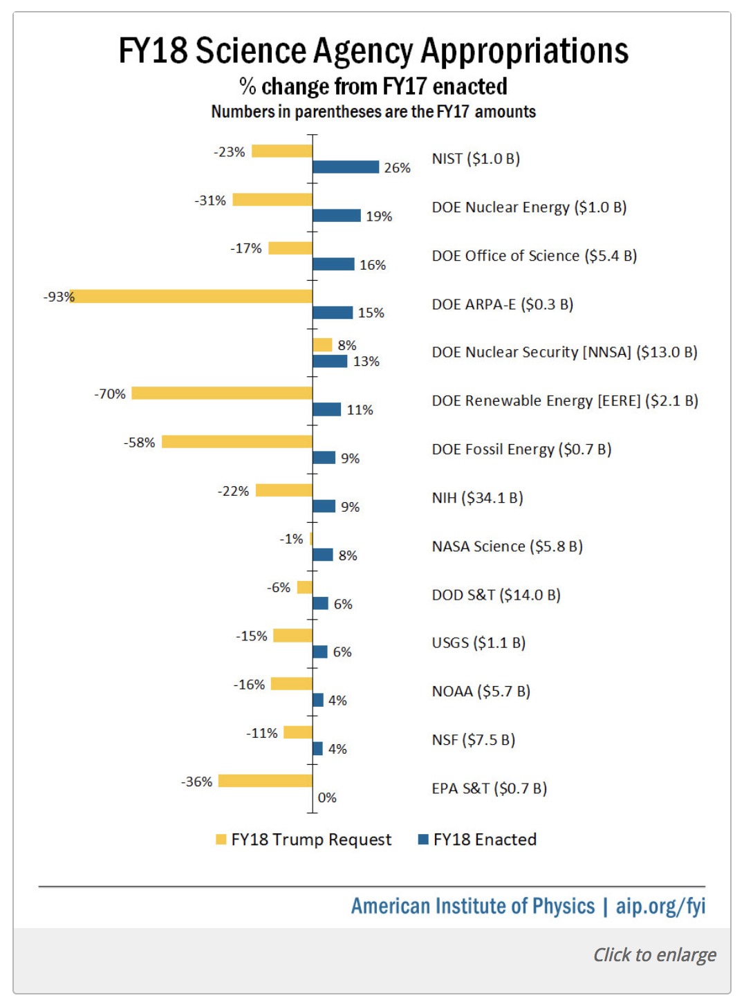 FY18 Science Agency Appropriations
% change from FY17 enacted
Numbers in parentheses are the FY17 amounts
-23% 26% NIST ($1.0 B)
-31% 19% DOE Nuclear Energy ($1.0 B)
-17% 16% DOE Office of Science ($5.4 B)
-93% 15% DOE ARPA-E ($0.3 B)
8% 13% DOE Nuclear Security [NNSA] ($13.0 B)
-70% 11% DOE Renewable Energy [EERE] ($2.1 B)
-58% 9% DOE Fossil Energy ($0.7 B)
-22% 9% NIH ($34.1 B)
-1% 8% NASA Science ($5.8 B)
-6% 6% DOD S&T ($14.0 B)
-15% 6% USGS ($1.1 B)
-16% 4% NOAA ($5.7 B)
-11% 4% NSF ($7.5 B)
-36% 0% EPA S&T ($0.7 B)
FY18 Trump Request FY18 Enacted
American Institute of Physics | aip.org/fyi
Click to enlarge